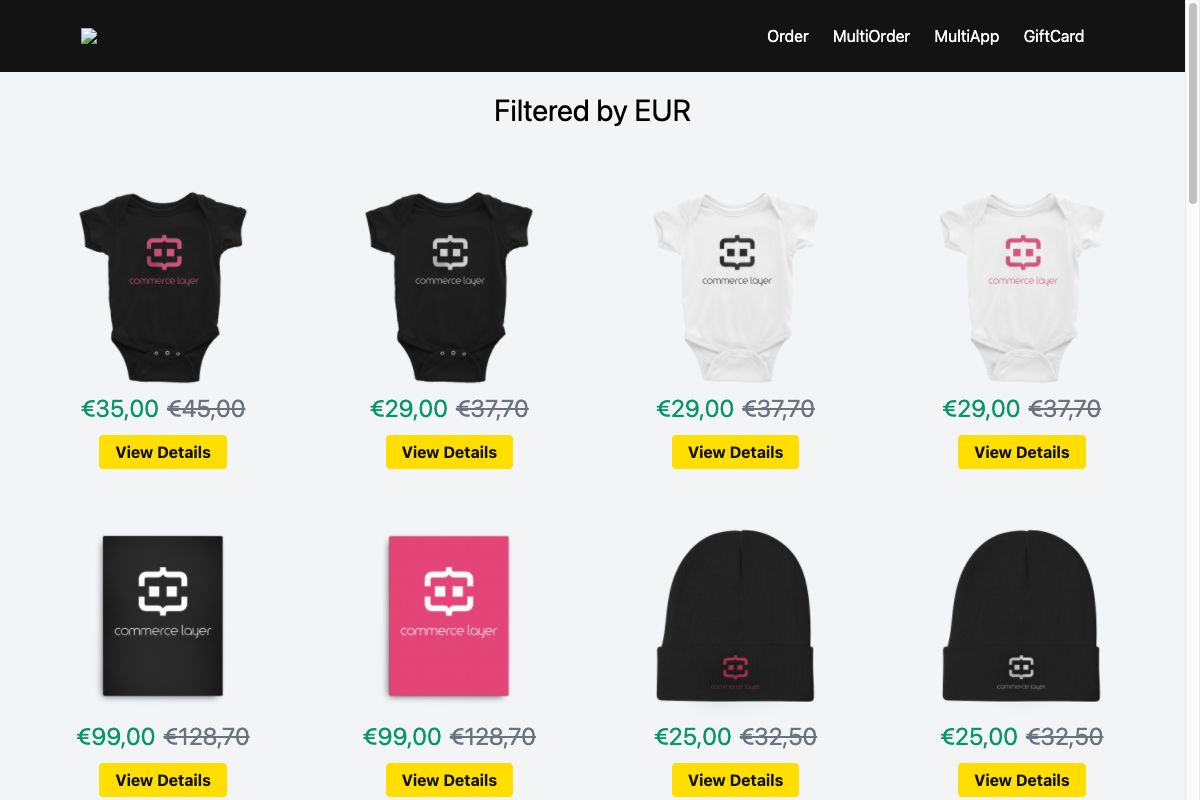 Order MultiOrder MultiApp GiftCard
Filtered by EUR
commerce layer commerce layer commerce layer commerce layer
€35,00 €45,00 €29,00 €37,70 €29,00 €37,70 €29,00 €37,70
View Details View Details View Details View Details
commerce layer commerce layer
commerce layer commerce layer
€99,00 €128,70 €99,00 €128,70 €25,00 €32,50 €25,00 €32,50
View Details View Details View Details View Details